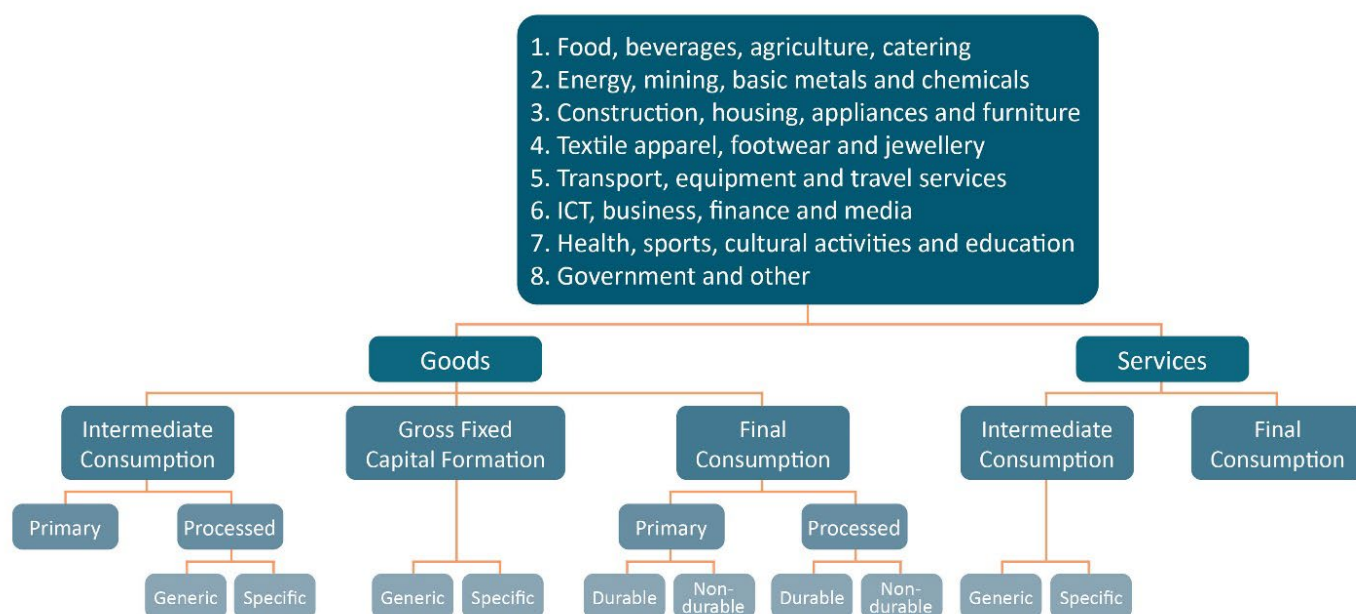 1. Food, beverages, agriculture, catering
2. Energy, mining, basic metals and chemicals
3. Construction, housing, appliances and furniture
4. Textile apparel, footwear and jewellery
5. Transport, equipment and travel services
6. ICT, business, finance and media
7. Health, sports, cultural activities and education
8. Government and other
Goods
Services
Intermediate
Consumption
Gross Fixed
Capital Formation
Final
Consumption
Intermediate
Consumption
Final
Consumption
Primary
Processed
Primary
Processed
Generic
Specific
Generic
Specific
Durable
Non-
durable
Durable
Non-
durable
Generic
Specific